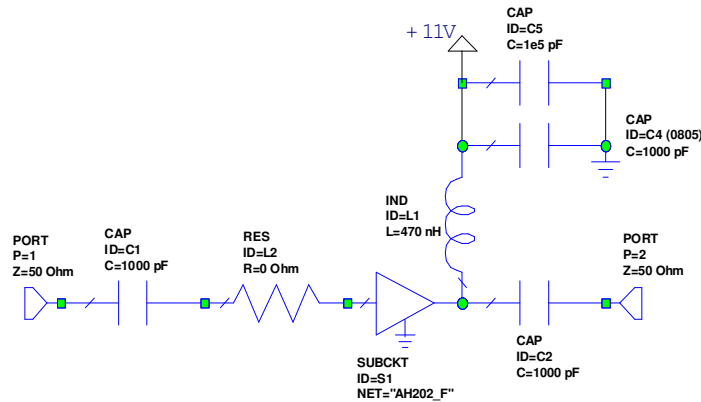 CAP
ID=C5
C=1e5 pF
+ 11V
CAP
ID=C4 (0805)
C=1000 pF
IND
ID=L1
L=470 nH
PORT
P=1
Z=50 Ohm
CAP
ID=C1
C=1000 pF
RES
ID=L2
R=0 Ohm
PORT
P=2
Z=50 Ohm
SUBCKT
ID=S1
NET="AH202_F"
CAP
ID=C2
C=1000 pF